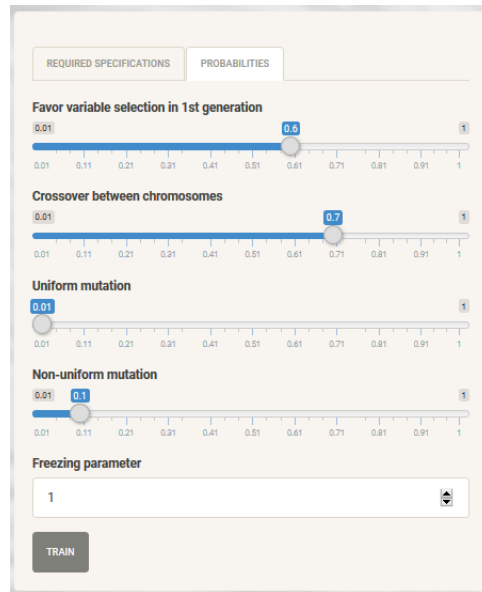 REQUIRED SPECIFICATIONS PROBABILITIES
Favor variable selection in 1st generation
0.01 0.6 1
0.01 0.11 0.21 0.31 0.41 0.51 0.61 0.71 0.81 0.91 1
Crossover between chromosomes
0.01 0.7 1
0.01 0.11 0.21 0.31 0.41 0.51 0.61 0.71 0.81 0.91 1
Uniform mutation
0.01 1
0.01 0.11 0.21 0.31 0.41 0.51 0.61 0.71 0.81 0.91 1
Non-uniform mutation
0.01 0.1 1
0.01 0.11 0.21 0.31 0.41 0.51 0.61 0.71 0.81 0.91 1
Freezing parameter
1
TRAIN